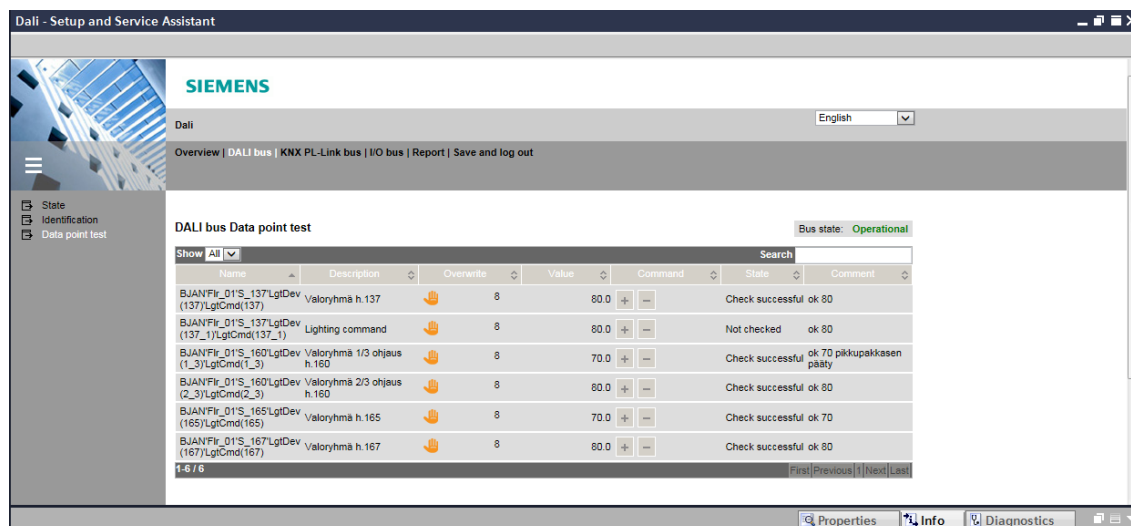 Dali - Setup and Service Assistant
SIEMENS
Dali
English
Overview | DALI bus | KNX PL-Link bus | I/O bus | Report | Save and log out
State
Identification
Data point test
DALI bus Data point test
Bus state: Operational
Show All
Search
Name Description Overwrite Value Command State Comment
BJAN'Flr_01'S_137'LgtDev Valoryhmä h.137 8 80.0 + − Check successful ok 80
(137)'LgtCmd(137)
BJAN'Flr_01'S_137'LgtDev Lighting command 8 80.0 + − Not checked ok 80
(137_1)'LgtCmd(137_1)
BJAN'Flr_01'S_160'LgtDev Valoryhmä 1/3 ohjaus 8 70.0 + − Check successful ok 70 pikkupakkasen
(1_3)'LgtCmd(1_3) h.160 pääty
BJAN'Flr_01'S_160'LgtDev Valoryhmä 2/3 ohjaus 8 80.0 + − Check successful ok 80
(2_3)'LgtCmd(2_3) h.160
BJAN'Flr_01'S_165'LgtDev Valoryhmä h.165 8 70.0 + − Check successful ok 70
(165)'LgtCmd(165)
BJAN'Flr_01'S_167'LgtDev Valoryhmä h.167 8 80.0 + − Check successful ok 80
(167)'LgtCmd(167)
1-6 / 6
First Previous 1 Next Last
Properties Info Diagnostics